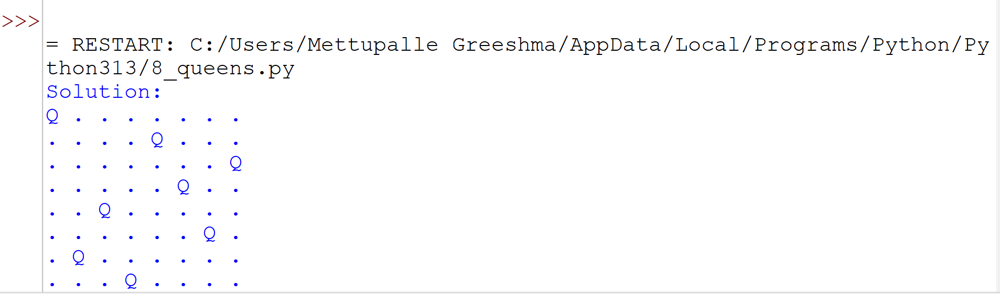 >>>
= RESTART: C:/Users/Mettupalle Greeshma/AppData/Local/Programs/Python/Py
thon313/8_queens.py
Solution:
Q . . . . . . .
. . . . Q . . .
. . . . . . . Q
. . . . . Q . .
. . Q . . . . .
. . . . . . Q .
. Q . . . . . .
. . . Q . . . .